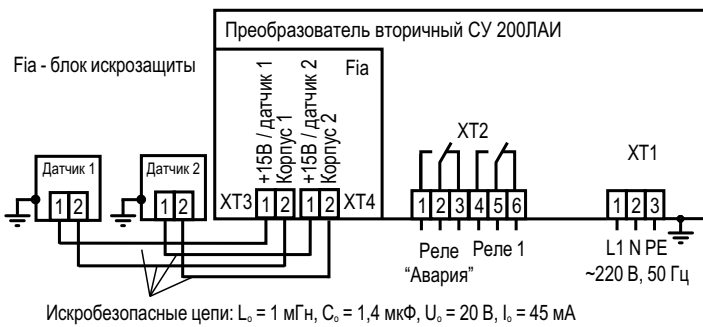 Преобразователь вторичный СУ 200ЛАИ
Fia - блок искрозащиты
Fia
+15В / датчик 1
Корпус 1
+15В / датчик 2
Корпус 2
Датчик 1
1 2
Датчик 2
1 2
XT3 1 2 1 2 XT4
XT2
1 2 3 4 5 6
Реле "Авария"
Реле 1
XT1
1 2 3
L1 N PE
~220 В, 50 Гц
Искробезопасные цепи: Lₒ = 1 мГн, Cₒ = 1,4 мкФ, Uₒ = 20 В, Iₒ = 45 мА